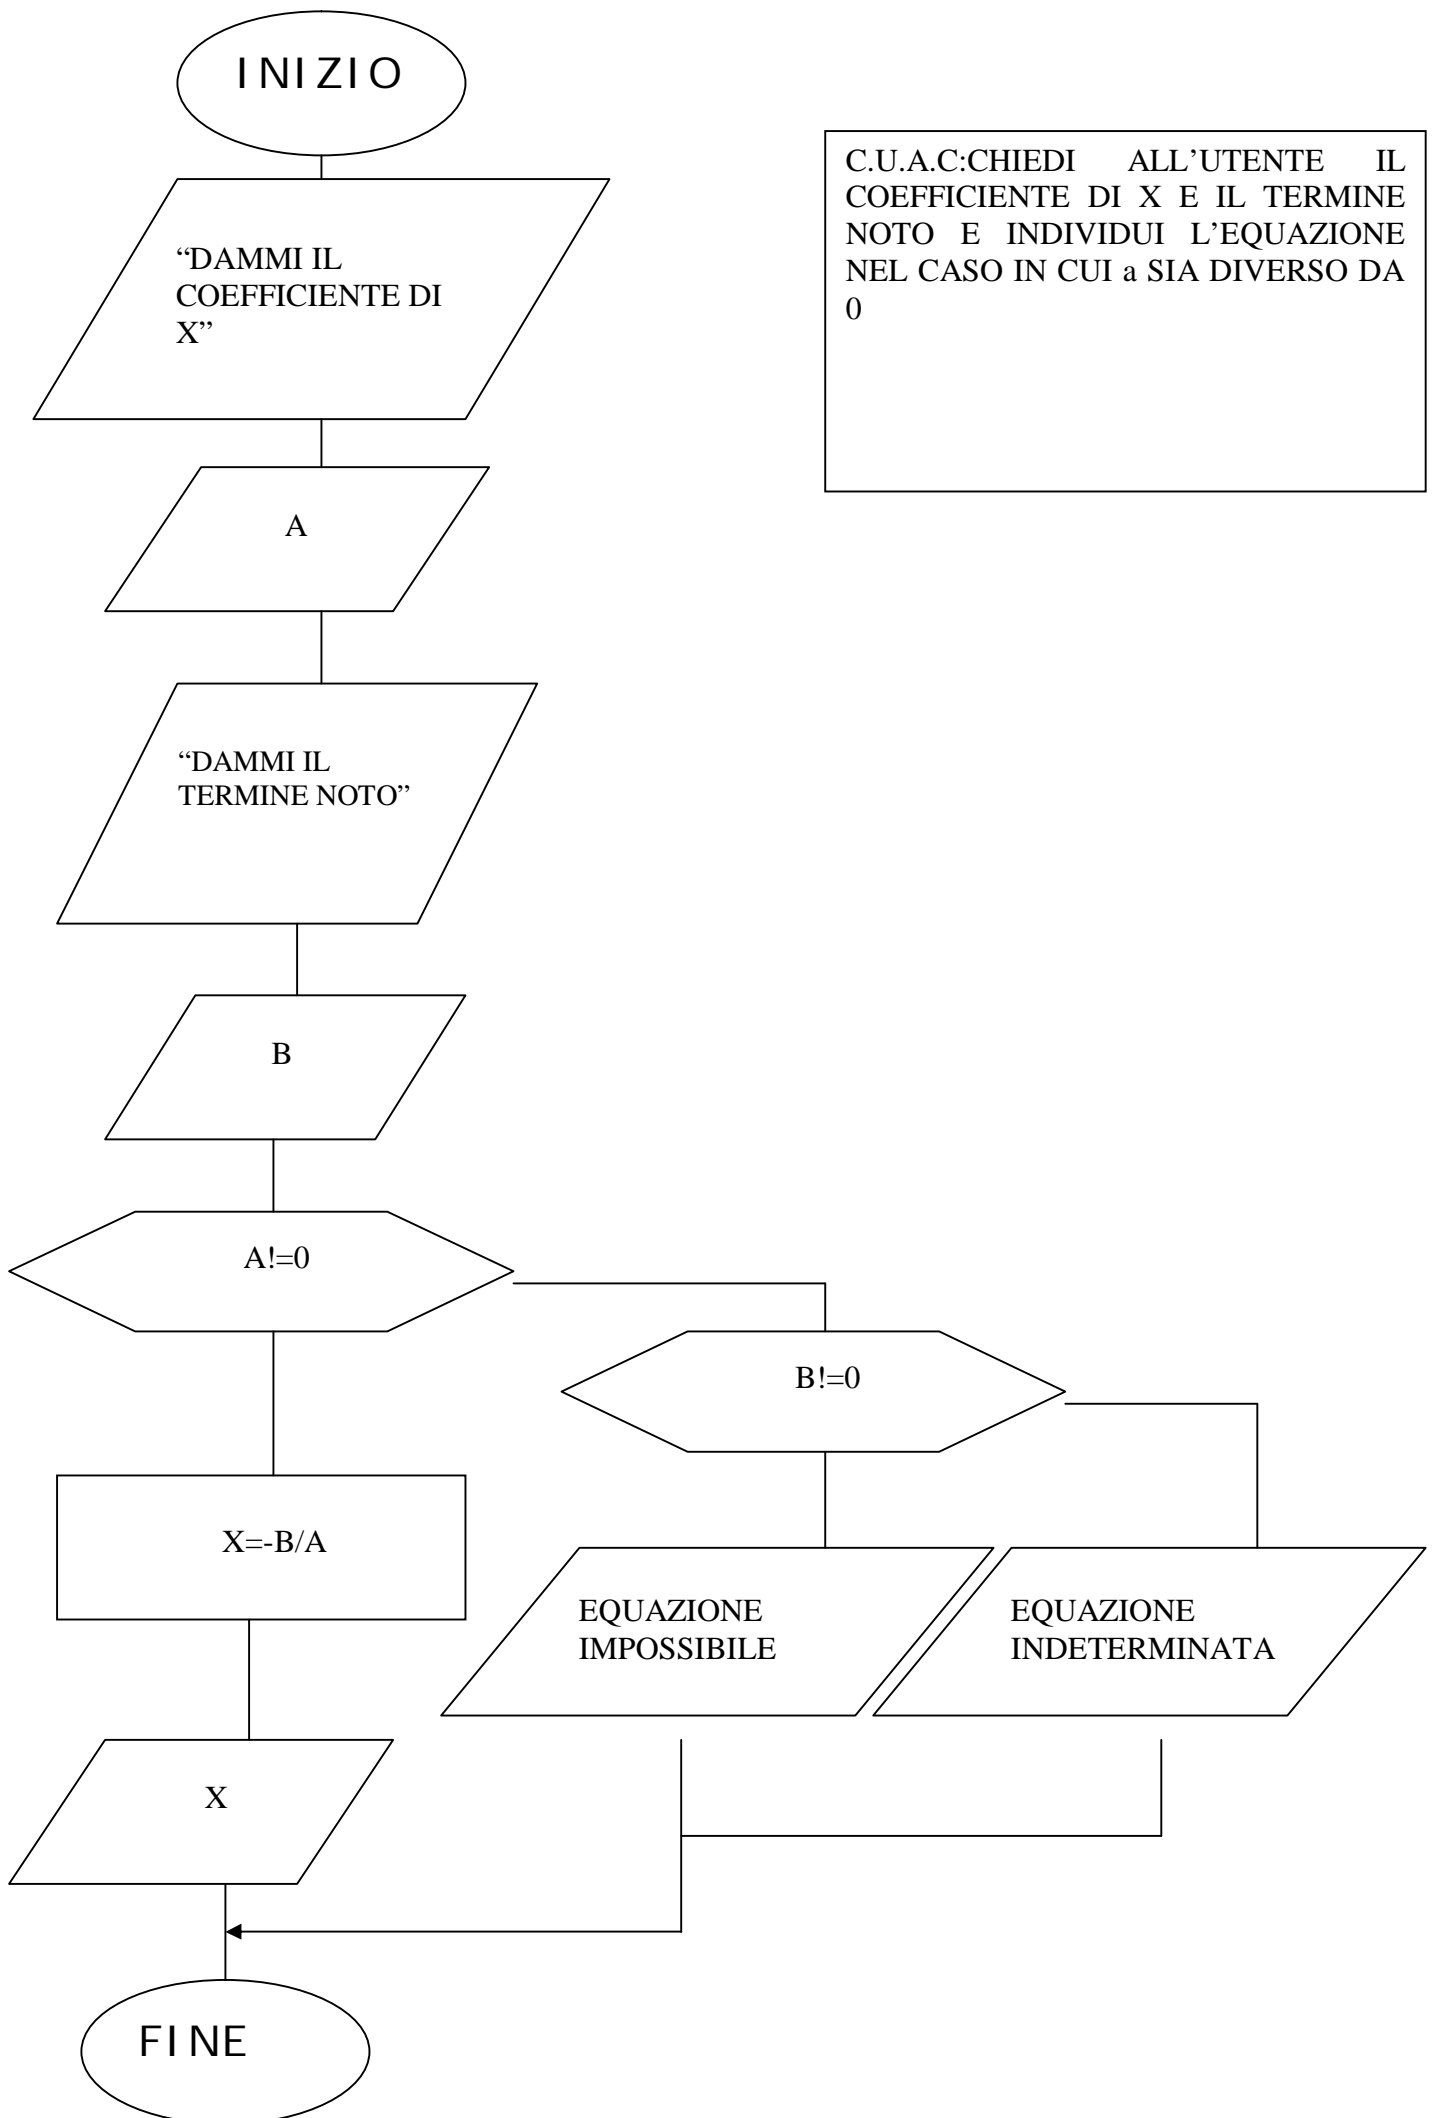 INIZIO
C.U.A.C:CHIEDI ALL’UTENTE IL
COEFFICIENTE DI X E IL TERMINE
NOTO E INDIVIDUI L’EQUAZIONE
NEL CASO IN CUI a SIA DIVERSO DA
0
“DAMMI IL
COEFFICIENTE DI
X”
A
“DAMMI IL
TERMINE NOTO”
B
A!=0
B!=0
X=-B/A
EQUAZIONE
IMPOSSIBILE
EQUAZIONE
INDETERMINATA
X
FINE